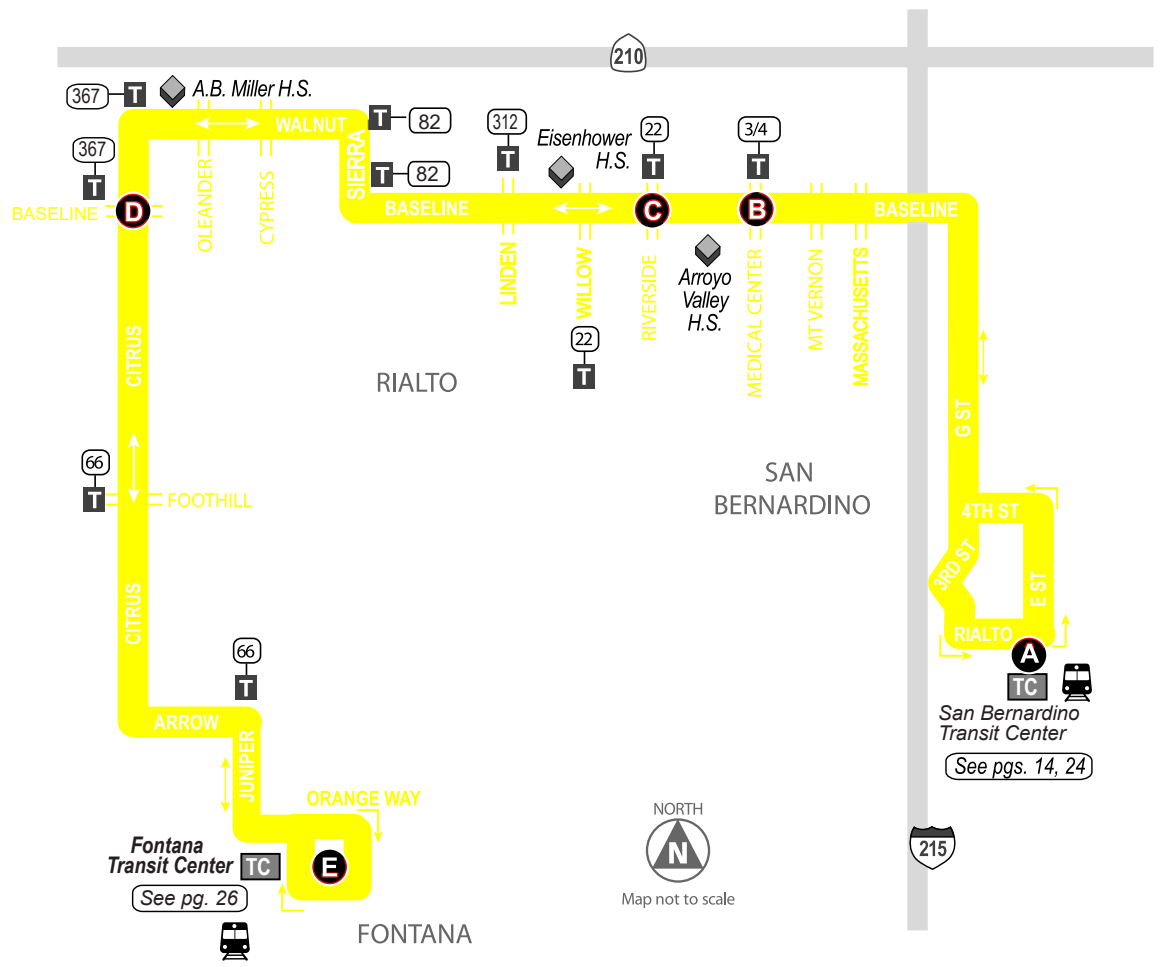 210
367
T
A.B. Miller H.S.
WALNUT
T
82
SIERRA
T
82
367
T
BASELINE
D
OLEANDER
CYPRESS
312
T
Eisenhower
H.S.
22
T
3/4
T
BASELINE
C
B
BASELINE
LINDEN
WILLOW
RIVERSIDE
Arroyo
Valley
H.S.
MEDICAL CENTER
MT VERNON
MASSACHUSETTS
22
T
CITRUS
RIALTO
G ST
66
T
FOOTHILL
SAN
BERNARDINO
4TH ST
3RD ST
E ST
CITRUS
RIALTO
A
TC
San Bernardino
Transit Center
See pgs. 14, 24
66
T
ARROW
JUNIPER
ORANGE WAY
Fontana
Transit Center
TC
E
See pg. 26
FONTANA
NORTH
N
Map not to scale
215